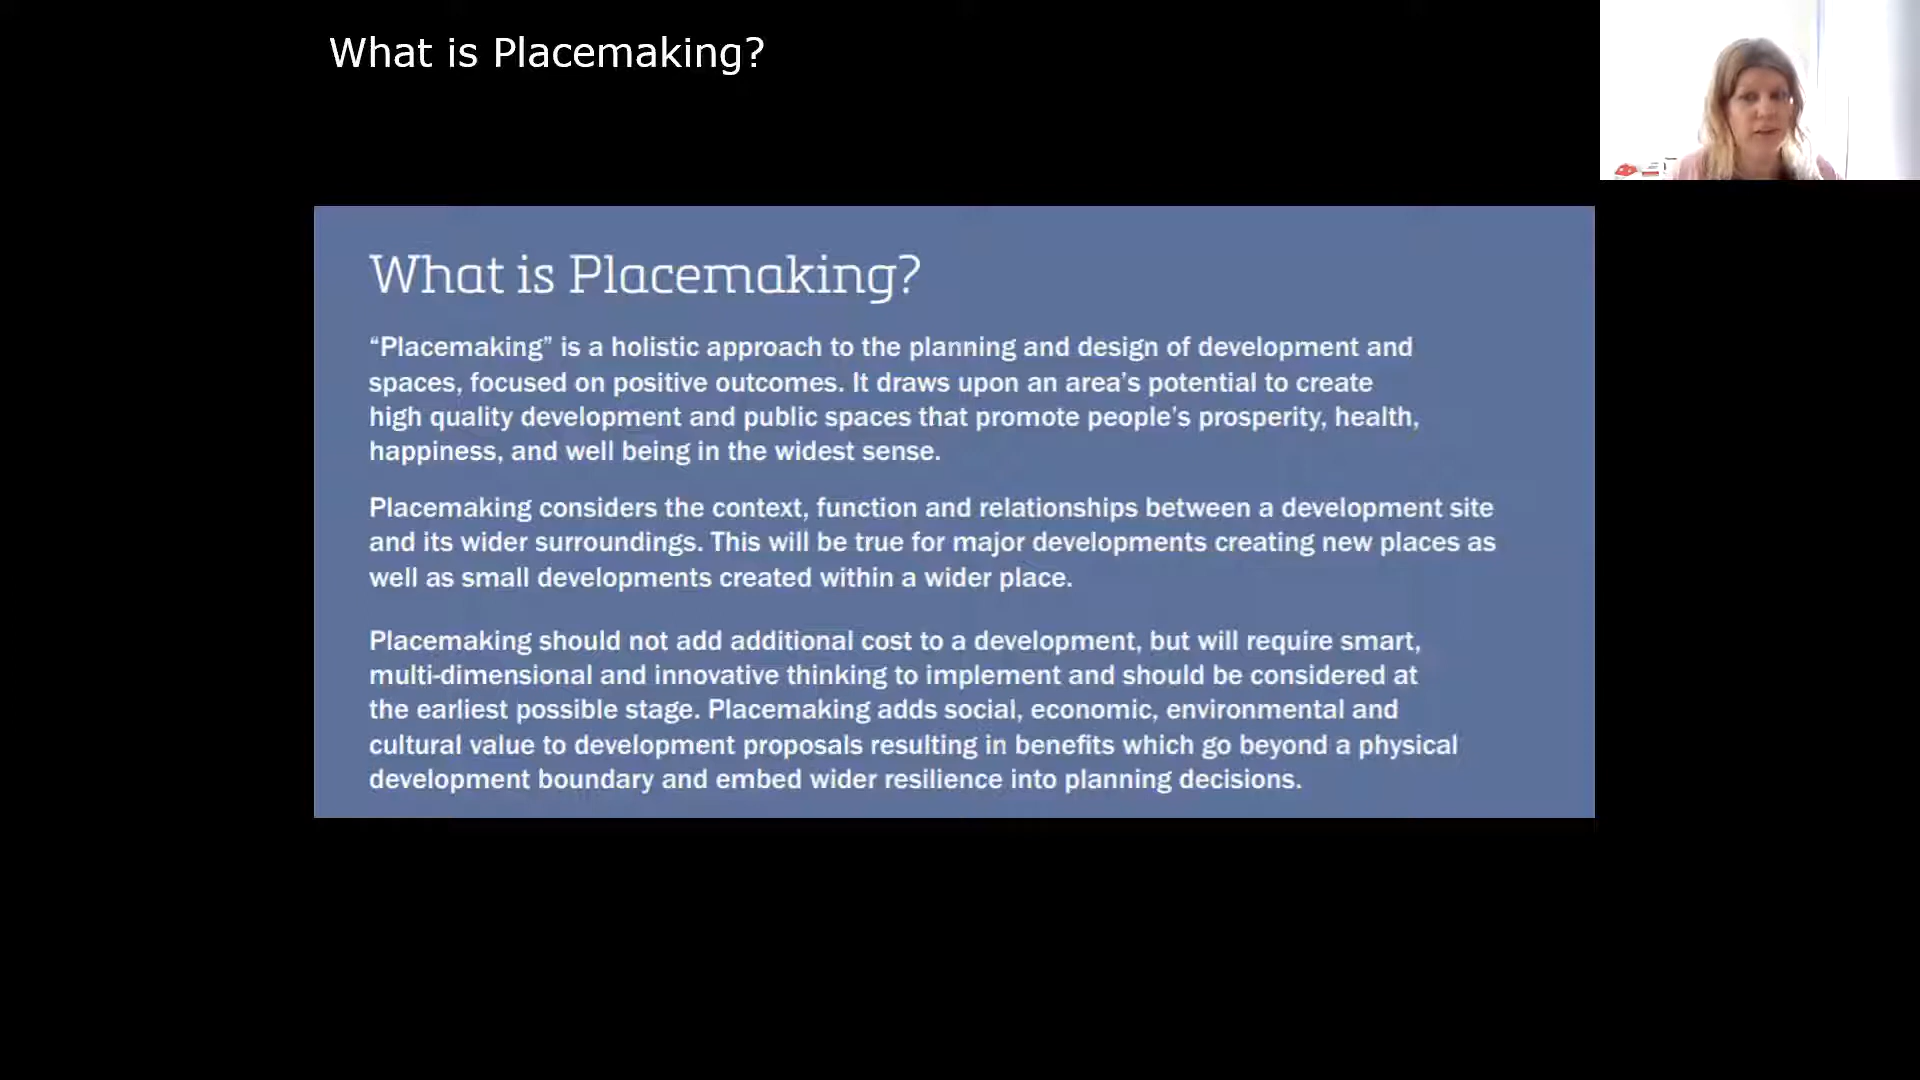 What is Placemaking?
What is Placemaking?
“Placemaking” is a holistic approach to the planning and design of development and
spaces, focused on positive outcomes. It draws upon an area’s potential to create
high quality development and public spaces that promote people’s prosperity, health,
happiness, and well being in the widest sense.
Placemaking considers the context, function and relationships between a development site
and its wider surroundings. This will be true for major developments creating new places as
well as small developments created within a wider place.
Placemaking should not add additional cost to a development, but will require smart,
multi-dimensional and innovative thinking to implement and should be considered at
the earliest possible stage. Placemaking adds social, economic, environmental and
cultural value to development proposals resulting in benefits which go beyond a physical
development boundary and embed wider resilience into planning decisions.